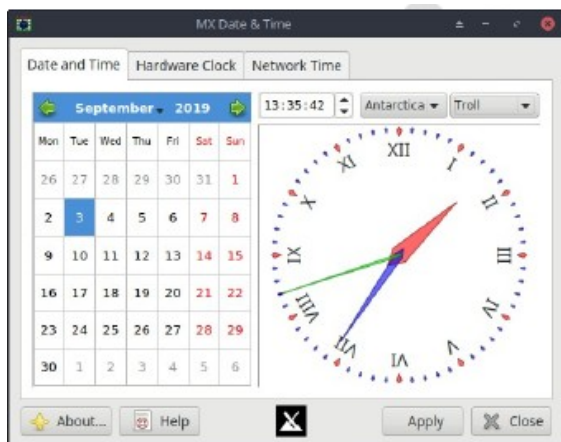 MX Date & Time
Date and Time Hardware Clock Network Time
September 2019 13:35:42 Antarctica Troll
Mon Tue Wed Thu Fri Sat Sun
26 27 28 29 30 31 1
2 3 4 5 6 7 8
9 10 11 12 13 14 15
16 17 18 19 20 21 22
23 24 25 26 27 28 29
30 1 2 3 4 5 6
XII
I
II
III
IV
V
VI
VII
VIII
IX
X
XI
About... Help X Apply Close